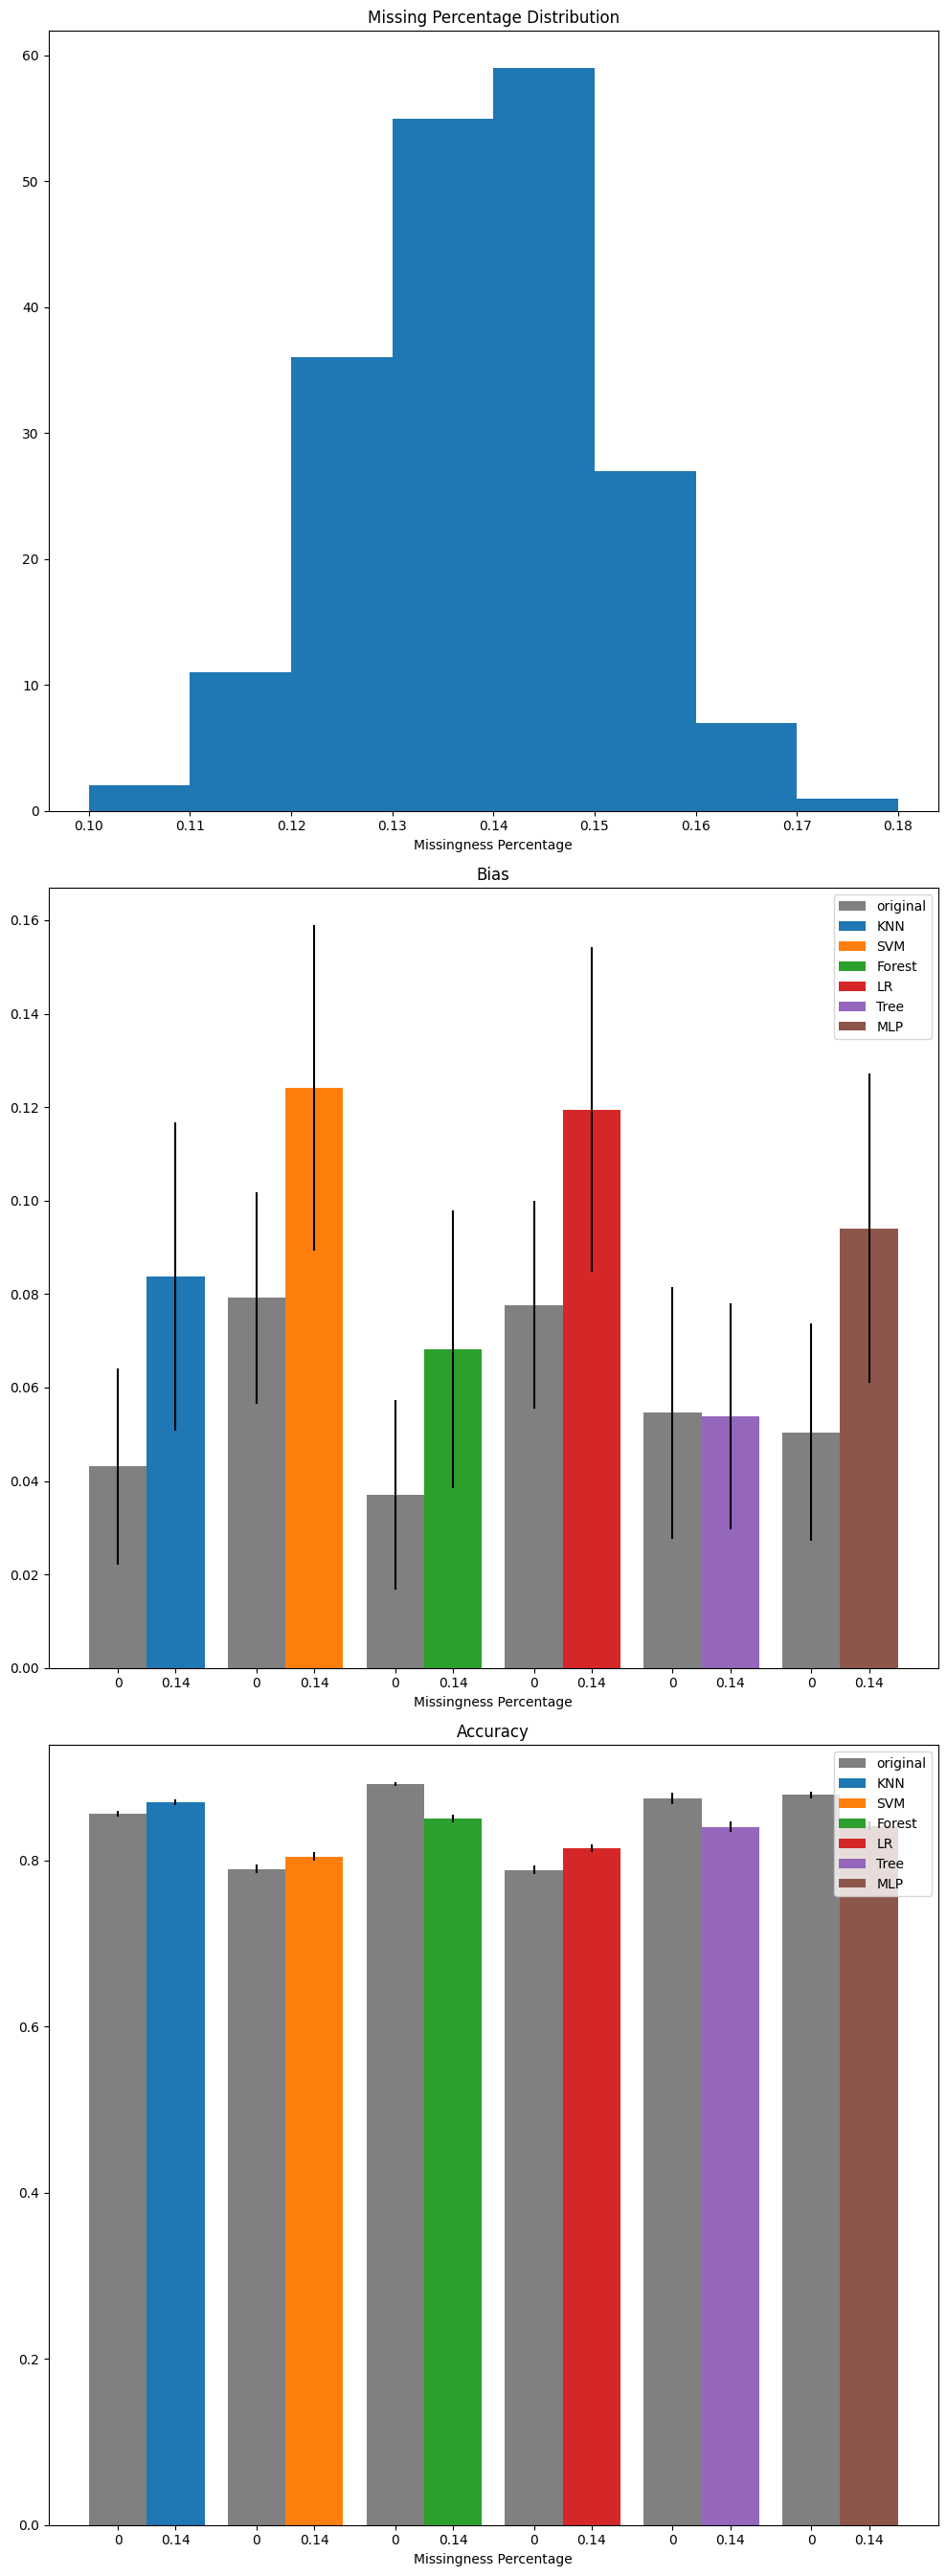 Missing Percentage Distribution
60
50
40
30
20
10
0
0.10 0.11 0.12 0.13 0.14 0.15 0.16 0.17 0.18
Missingness Percentage
Bias
0.16
0.14
0.12
0.10
0.08
0.06
0.04
0.02
0.00
original
KNN
SVM
Forest
LR
Tree
MLP
0 0.14 0 0.14 0 0.14 0 0.14 0 0.14 0 0.14
Missingness Percentage
Accuracy
0.8
0.6
0.4
0.2
0.0
original
KNN
SVM
Forest
LR
Tree
MLP
0 0.14 0 0.14 0 0.14 0 0.14 0 0.14 0 0.14
Missingness Percentage